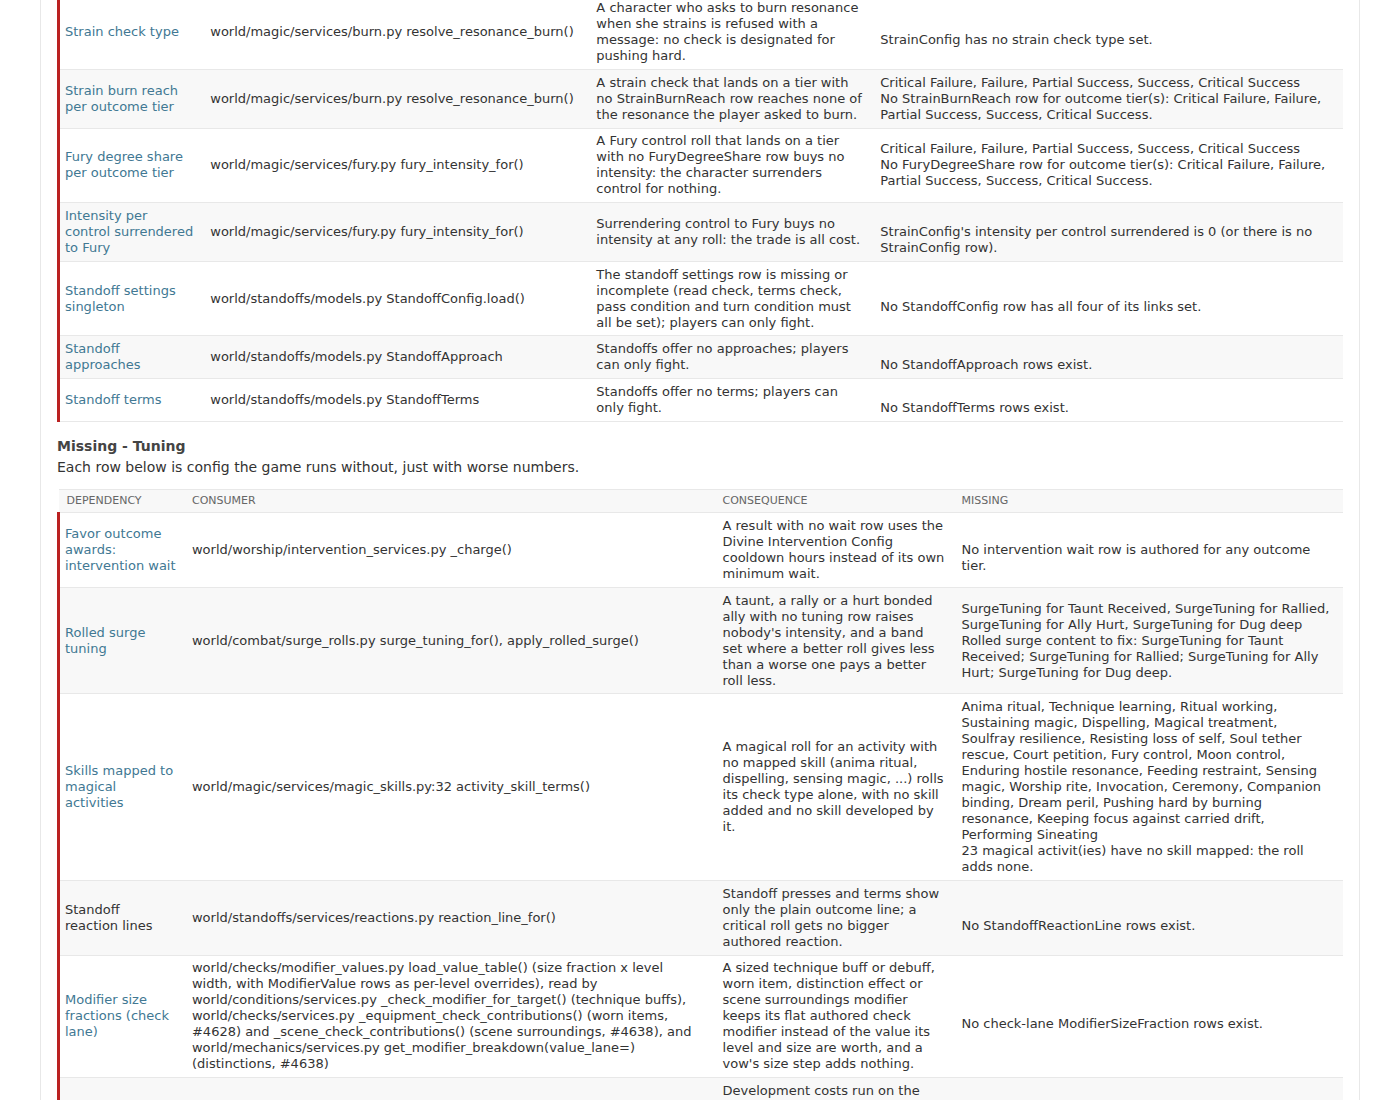 Strain check type
world/magic/services/burn.py resolve_resonance_burn()
A character who asks to burn resonance
when she strains is refused with a
message: no check is designated for
pushing hard.
StrainConfig has no strain check type set.
Strain burn reach
per outcome tier
world/magic/services/burn.py resolve_resonance_burn()
A strain check that lands on a tier with
no StrainBurnReach row reaches none of
the resonance the player asked to burn.
Critical Failure, Failure, Partial Success, Success, Critical Success
No StrainBurnReach row for outcome tier(s): Critical Failure, Failure,
Partial Success, Success, Critical Success.
Fury degree share
per outcome tier
world/magic/services/fury.py fury_intensity_for()
A Fury control roll that lands on a tier
with no FuryDegreeShare row buys no
intensity: the character surrenders
control for nothing.
Critical Failure, Failure, Partial Success, Success, Critical Success
No FuryDegreeShare row for outcome tier(s): Critical Failure, Failure,
Partial Success, Success, Critical Success.
Intensity per
control surrendered
to Fury
world/magic/services/fury.py fury_intensity_for()
Surrendering control to Fury buys no
intensity at any roll: the trade is all cost.
StrainConfig's intensity per control surrendered is 0 (or there is no
StrainConfig row).
Standoff settings
singleton
world/standoffs/models.py StandoffConfig.load()
The standoff settings row is missing or
incomplete (read check, terms check,
pass condition and turn condition must
all be set); players can only fight.
No StandoffConfig row has all four of its links set.
Standoff
approaches
world/standoffs/models.py StandoffApproach
Standoffs offer no approaches; players
can only fight.
No StandoffApproach rows exist.
Standoff terms
world/standoffs/models.py StandoffTerms
Standoffs offer no terms; players can
only fight.
No StandoffTerms rows exist.
Missing - Tuning
Each row below is config the game runs without, just with worse numbers.
DEPENDENCY
CONSUMER
CONSEQUENCE
MISSING
Favor outcome
awards:
intervention wait
world/worship/intervention_services.py _charge()
A result with no wait row uses the
Divine Intervention Config
cooldown hours instead of its own
minimum wait.
No intervention wait row is authored for any outcome
tier.
Rolled surge
tuning
world/combat/surge_rolls.py surge_tuning_for(), apply_rolled_surge()
A taunt, a rally or a hurt bonded
ally with no tuning row raises
nobody's intensity, and a band
set where a better roll gives less
than a worse one pays a better
roll less.
SurgeTuning for Taunt Received, SurgeTuning for Rallied,
SurgeTuning for Ally Hurt, SurgeTuning for Dug deep
Rolled surge content to fix: SurgeTuning for Taunt
Received; SurgeTuning for Rallied; SurgeTuning for Ally
Hurt; SurgeTuning for Dug deep.
Skills mapped to
magical
activities
world/magic/services/magic_skills.py:32 activity_skill_terms()
A magical roll for an activity with
no mapped skill (anima ritual,
dispelling, sensing magic, ...) rolls
its check type alone, with no skill
added and no skill developed by
it.
Anima ritual, Technique learning, Ritual working,
Sustaining magic, Dispelling, Magical treatment,
Soulfray resilience, Resisting loss of self, Soul tether
rescue, Court petition, Fury control, Moon control,
Enduring hostile resonance, Feeding restraint, Sensing
magic, Worship rite, Invocation, Ceremony, Companion
binding, Dream peril, Pushing hard by burning
resonance, Keeping focus against carried drift,
Performing Sineating
23 magical activit(ies) have no skill mapped: the roll
adds none.
Standoff
reaction lines
world/standoffs/services/reactions.py reaction_line_for()
Standoff presses and terms show
only the plain outcome line; a
critical roll gets no bigger
authored reaction.
No StandoffReactionLine rows exist.
Modifier size
fractions (check
lane)
world/checks/modifier_values.py load_value_table() (size fraction x level
width, with ModifierValue rows as per-level overrides), read by
world/conditions/services.py _check_modifier_for_target() (technique buffs),
world/checks/services.py _equipment_check_contributions() (worn items,
#4628) and _scene_check_contributions() (scene surroundings, #4638), and
world/mechanics/services.py get_modifier_breakdown(value_lane=)
(distinctions, #4638)
A sized technique buff or debuff,
worn item, distinction effect or
scene surroundings modifier
keeps its flat authored check
modifier instead of the value its
level and size are worth, and a
vow's size step adds nothing.
No check-lane ModifierSizeFraction rows exist.
Development costs run on the